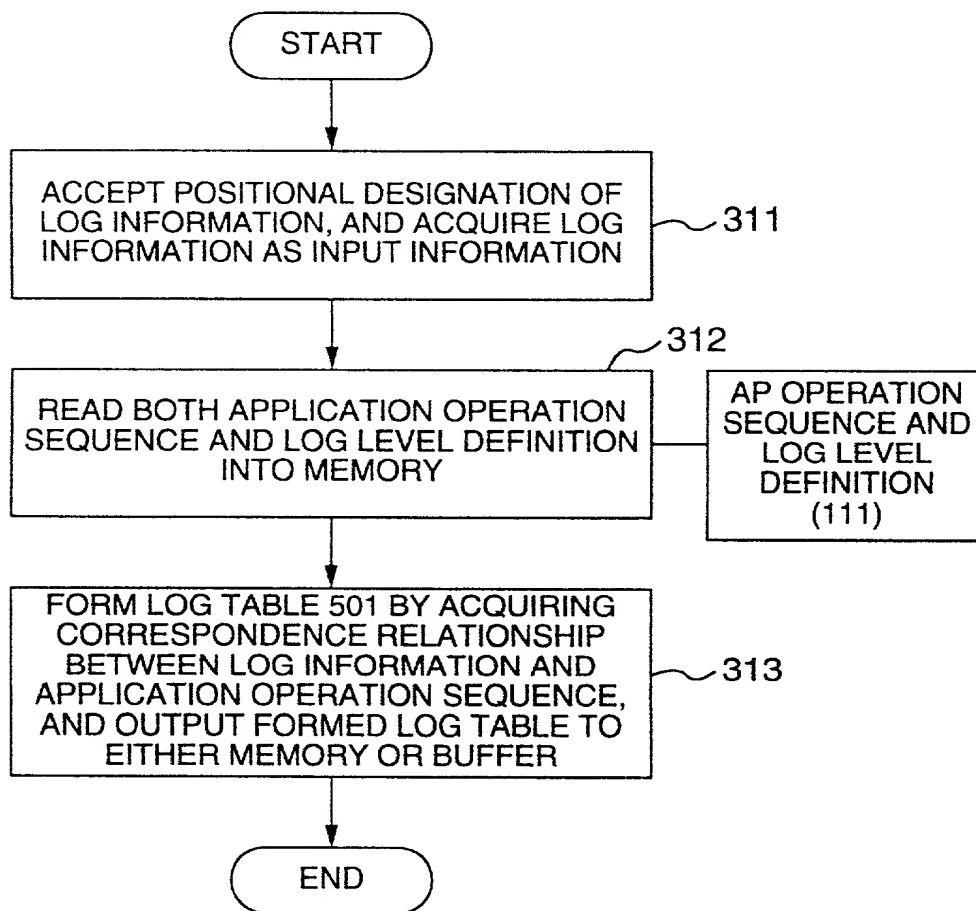 START
ACCEPT POSITIONAL DESIGNATION OF
LOG INFORMATION, AND ACQUIRE LOG
INFORMATION AS INPUT INFORMATION
311
312
READ BOTH APPLICATION OPERATION
SEQUENCE AND LOG LEVEL DEFINITION
INTO MEMORY
AP OPERATION
SEQUENCE AND
LOG LEVEL
DEFINITION
(111)
FORM LOG TABLE 501 BY ACQUIRING
CORRESPONDENCE RELATIONSHIP
BETWEEN LOG INFORMATION AND
APPLICATION OPERATION SEQUENCE,
AND OUTPUT FORMED LOG TABLE TO
EITHER MEMORY OR BUFFER
313
END